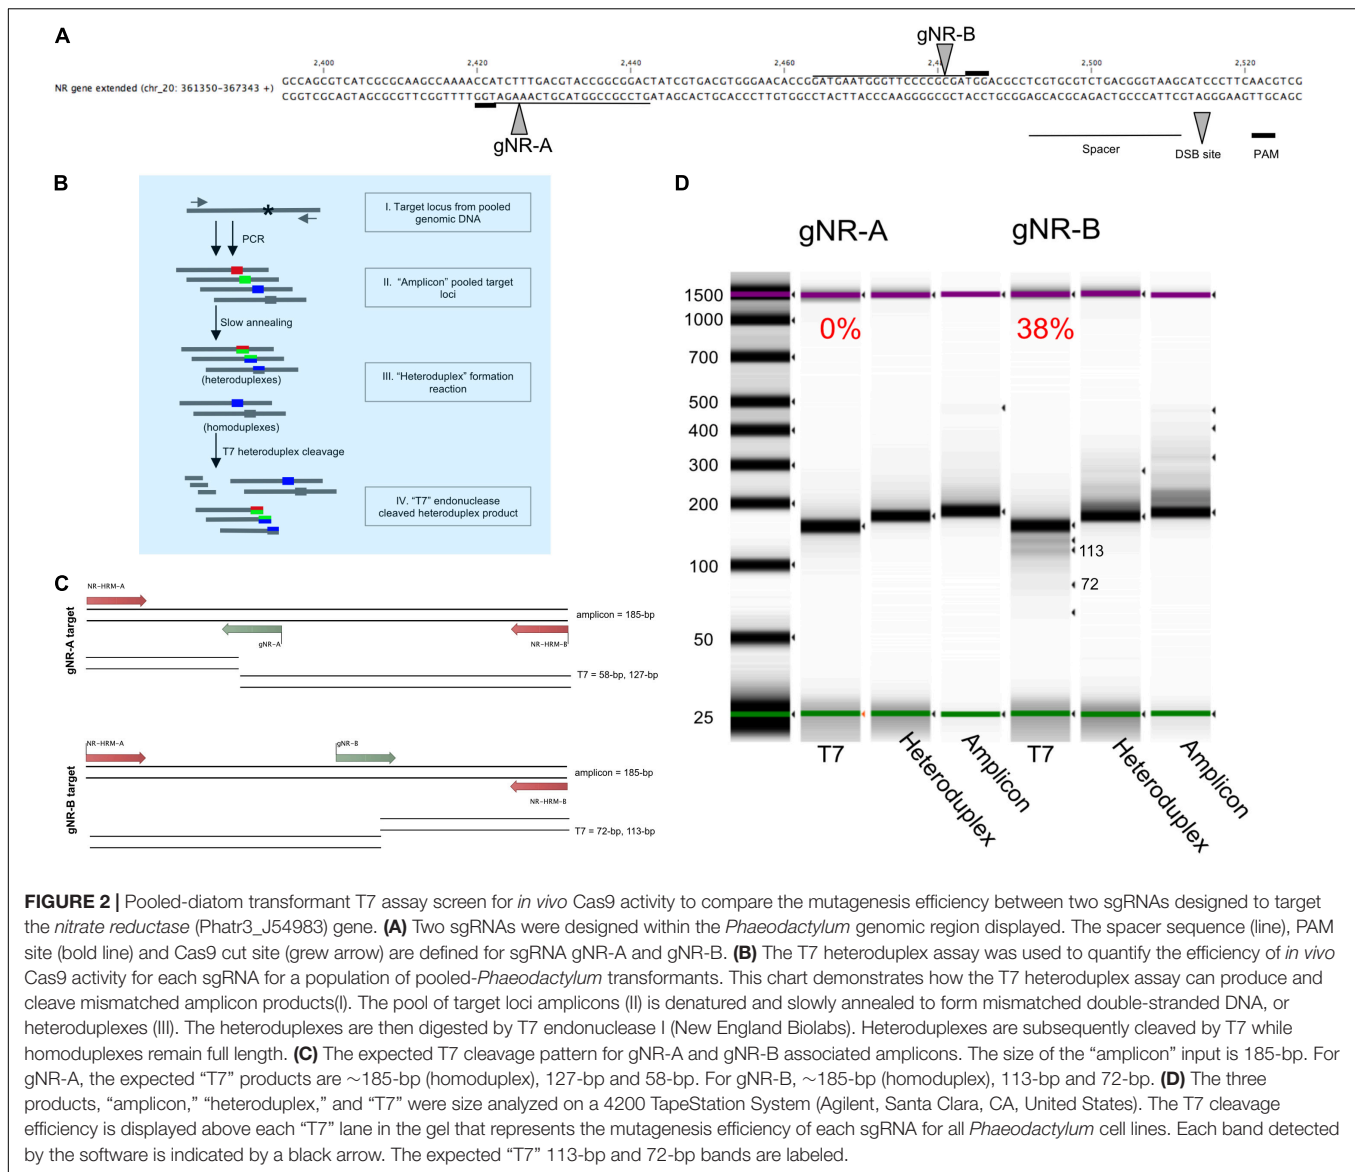 A
gNR-B
2,400 2,420 2,440 2,460 2,480 2,500 2,520
GCCAGCGTCATCGCGCAAGCCAAAACCATCTTTGACGTACCGGCGGACTATCGTGACGTGGGAACACCGGATGAATGGGTTCCCCGCGATGGACGCCTCGTGCGTCTGACGGGTAAGCATCCCTTCAACGTCG
NR gene extended (chr_20: 361350-367343 +)
CGGTCGCAGTAGCGCGTTCGGTTTTGGTAGAAACTGCATGGCCGCCTGATAGCACTGCACCCTTGTGGCCTACTTACCCAAGGGGCGCTACCTGCGGAGCACGCAGACTGCCCATTCGTAGGGAAGTTGCAGC
gNR-A
Spacer
DSB site
PAM
B
I. Target locus from pooled
genomic DNA
*
PCR
II. “Amplicon” pooled target
loci
Slow annealing
(heteroduplexes)
III. “Heteroduplex” formation
reaction
(homoduplexes)
T7 heteroduplex cleavage
IV. “T7” endonuclease
cleaved heteroduplex product
C
gNR-A target
NR-HRM-A
amplicon = 185-bp
gNR-A
NR-HRM-B
T7 = 58-bp, 127-bp
gNR-B target
NR-HRM-A
gNR-B
amplicon = 185-bp
NR-HRM-B
T7 = 72-bp, 113-bp
D
gNR-A gNR-B
1500
1000
700
500
400
300
200
100
50
25
0% 38%
113
72
T7
Heteroduplex
Amplicon
T7
Heteroduplex
Amplicon
FIGURE 2 | Pooled-diatom transformant T7 assay screen for in vivo Cas9 activity to compare the mutagenesis efficiency between two sgRNAs designed to target
the nitrate reductase (Phatr3_J54983) gene. (A) Two sgRNAs were designed within the Phaeodactylum genomic region displayed. The spacer sequence (line), PAM
site (bold line) and Cas9 cut site (grew arrow) are defined for sgRNA gNR-A and gNR-B. (B) The T7 heteroduplex assay was used to quantify the efficiency of in vivo
Cas9 activity for each sgRNA for a population of pooled-Phaeodactylum transformants. This chart demonstrates how the T7 heteroduplex assay can produce and
cleave mismatched amplicon products(I). The pool of target loci amplicons (II) is denatured and slowly annealed to form mismatched double-stranded DNA, or
heteroduplexes (III). The heteroduplexes are then digested by T7 endonuclease I (New England Biolabs). Heteroduplexes are subsequently cleaved by T7 while
homoduplexes remain full length. (C) The expected T7 cleavage pattern for gNR-A and gNR-B associated amplicons. The size of the “amplicon” input is 185-bp. For
gNR-A, the expected “T7” products are ∼185-bp (homoduplex), 127-bp and 58-bp. For gNR-B, ∼185-bp (homoduplex), 113-bp and 72-bp. (D) The three
products, “amplicon,” “heteroduplex,” and “T7” were size analyzed on a 4200 TapeStation System (Agilent, Santa Clara, CA, United States). The T7 cleavage
efficiency is displayed above each “T7” lane in the gel that represents the mutagenesis efficiency of each sgRNA for all Phaeodactylum cell lines. Each band detected
by the software is indicated by a black arrow. The expected “T7” 113-bp and 72-bp bands are labeled.